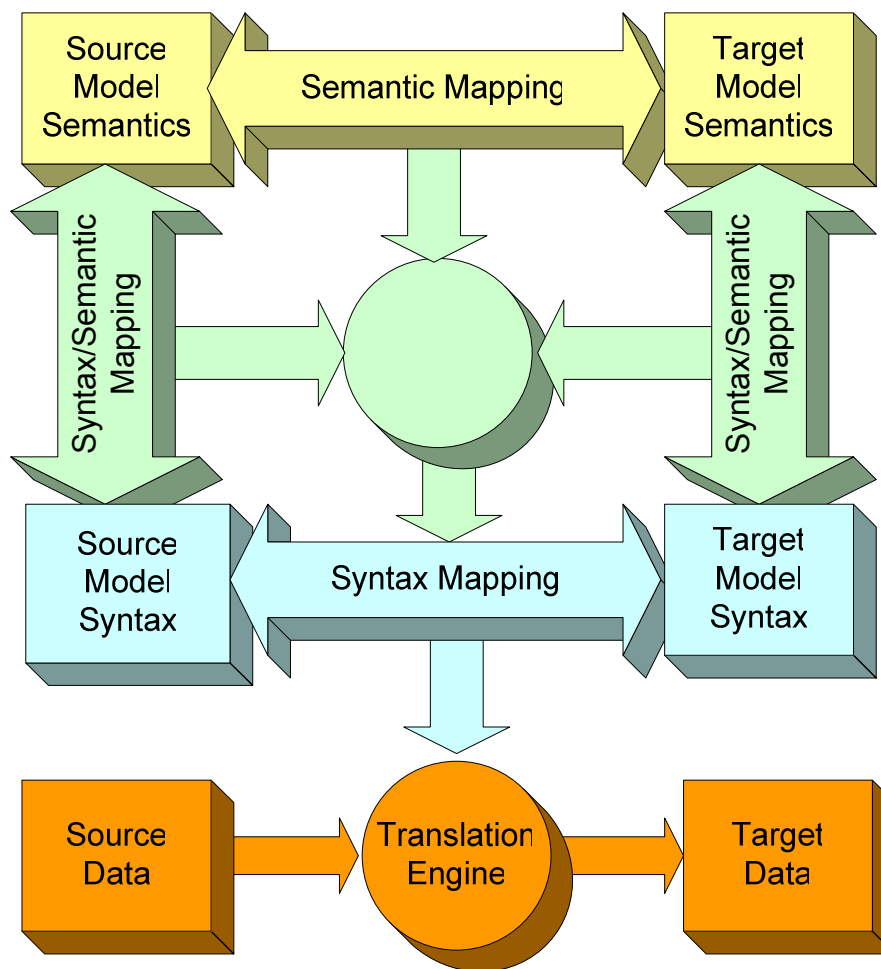 Source
Model
Semantics
Semantic Mapping
Target
Model
Semantics
Syntax/Semantic
Mapping
Syntax/Semantic
Mapping
Source
Model
Syntax
Syntax Mapping
Target
Model
Syntax
Source
Data
Translation
Engine
Target
Data